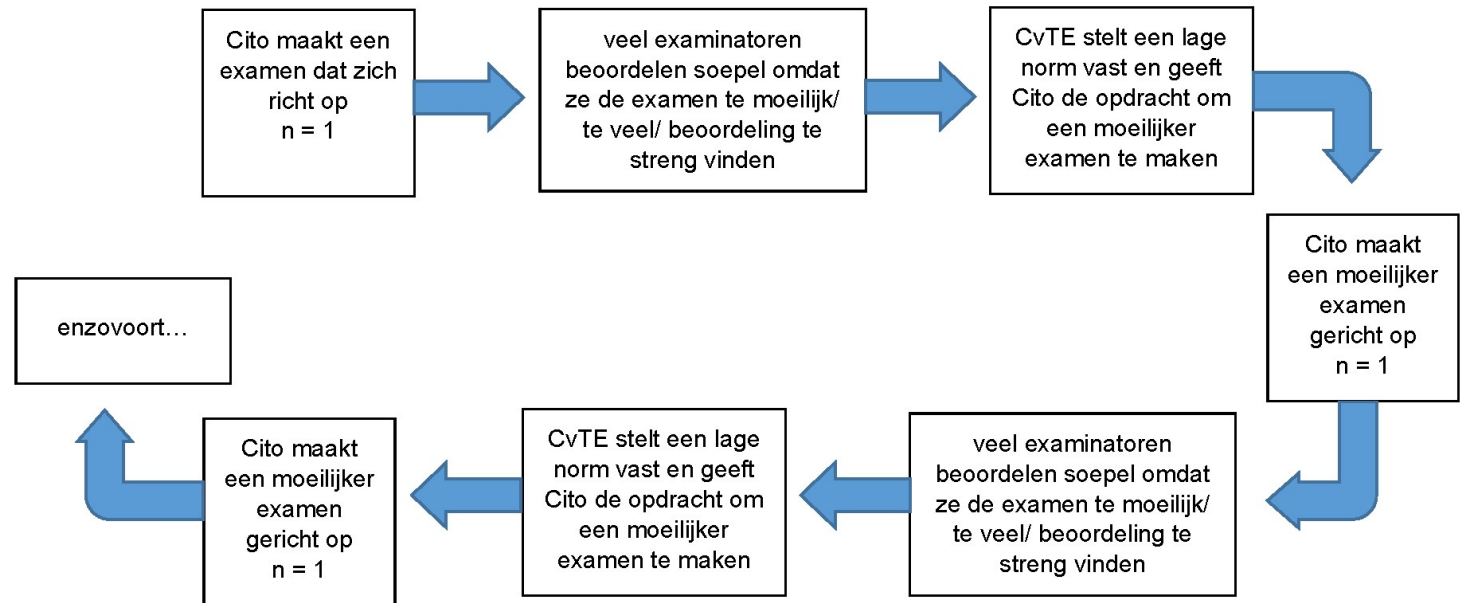 Cito maakt een
examen dat zich
richt op
n = 1
veel examinatoren
beoordelen soepel omdat
ze de examen te moeilijk/
te veel/ beoordeling te
streng vinden
CvTE stelt een lage
norm vast en geeft
Cito de opdracht om
een moeilijker
examen te maken
Cito maakt
een moeilijker
examen
gericht op
n = 1
veel examinatoren
beoordelen soepel omdat
ze de examen te moeilijk/
te veel/ beoordeling te
streng vinden
CvTE stelt een lage
norm vast en geeft
Cito de opdracht om
een moeilijker
examen te maken
Cito maakt
een moeilijker
examen
gericht op
n = 1
enzovoort…